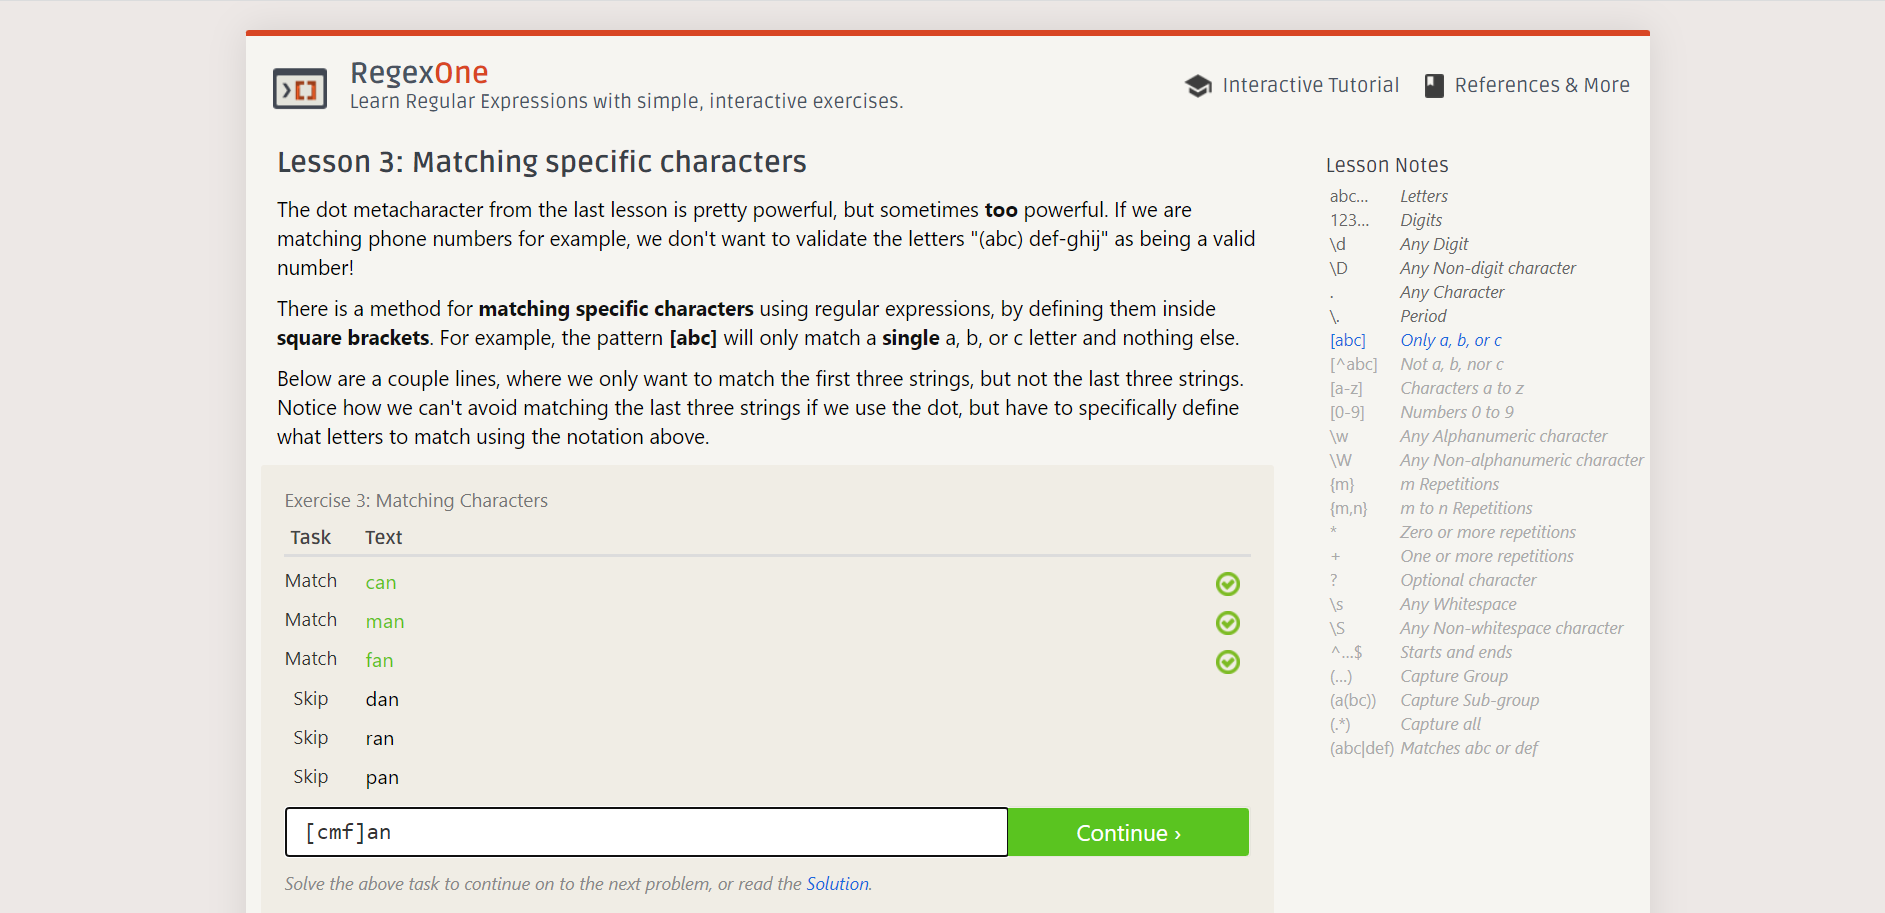 RegexOne
Learn Regular Expressions with simple, interactive exercises.
Interactive Tutorial
References & More
Lesson 3: Matching specific characters
The dot metacharacter from the last lesson is pretty powerful, but sometimes too powerful. If we are
matching phone numbers for example, we don't want to validate the letters "(abc) def-ghij" as being a valid
number!
There is a method for matching specific characters using regular expressions, by defining them inside
square brackets. For example, the pattern [abc] will only match a single a, b, or c letter and nothing else.
Below are a couple lines, where we only want to match the first three strings, but not the last three strings.
Notice how we can't avoid matching the last three strings if we use the dot, but have to specifically define
what letters to match using the notation above.
Exercise 3: Matching Characters
Task Text
Match can
Match man
Match fan
Skip dan
Skip ran
Skip pan
[cmf]an
Continue ›
Solve the above task to continue on to the next problem, or read the Solution.
Lesson Notes
abc... Letters
123... Digits
\d Any Digit
\D Any Non-digit character
. Any Character
\. Period
[abc] Only a, b, or c
[^abc] Not a, b, nor c
[a-z] Characters a to z
[0-9] Numbers 0 to 9
\w Any Alphanumeric character
\W Any Non-alphanumeric character
{m} m Repetitions
{m,n} m to n Repetitions
* Zero or more repetitions
+ One or more repetitions
? Optional character
\s Any Whitespace
\S Any Non-whitespace character
^...$ Starts and ends
(...) Capture Group
(a(bc)) Capture Sub-group
(.*) Capture all
(abc|def) Matches abc or def